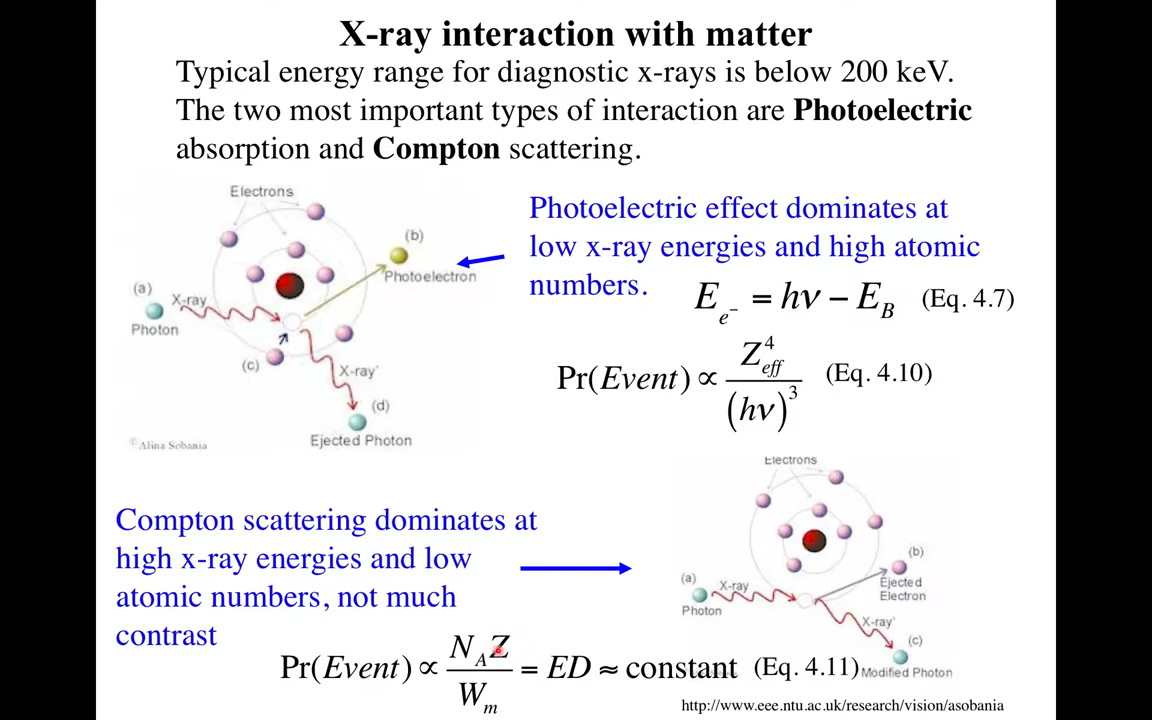 X-ray interaction with matter
Typical energy range for diagnostic x-rays is below 200 keV.
The two most important types of interaction are Photoelectric
absorption and Compton scattering.
Electrons
(b)
Photoelectron
(a)
X-ray
Photon
(c)
X-ray'
(d)
Ejected Photon
© Alina Sobania
Photoelectric effect dominates at
low x-ray energies and high atomic
numbers.
E_{e^-} = hν − E_B (Eq. 4.7)
Pr(Event) ∝ Z_{eff}^4 / (hν)^3 (Eq. 4.10)
Compton scattering dominates at
high x-ray energies and low
atomic numbers, not much
contrast
Electrons
(a)
X-ray
Photon
(b)
Ejected
Electron
X-ray'
(c)
Modified Photon
Pr(Event) ∝ N_A Z / W_m = ED ≈ constant (Eq. 4.11)
http://www.eee.ntu.ac.uk/research/vision/asobania